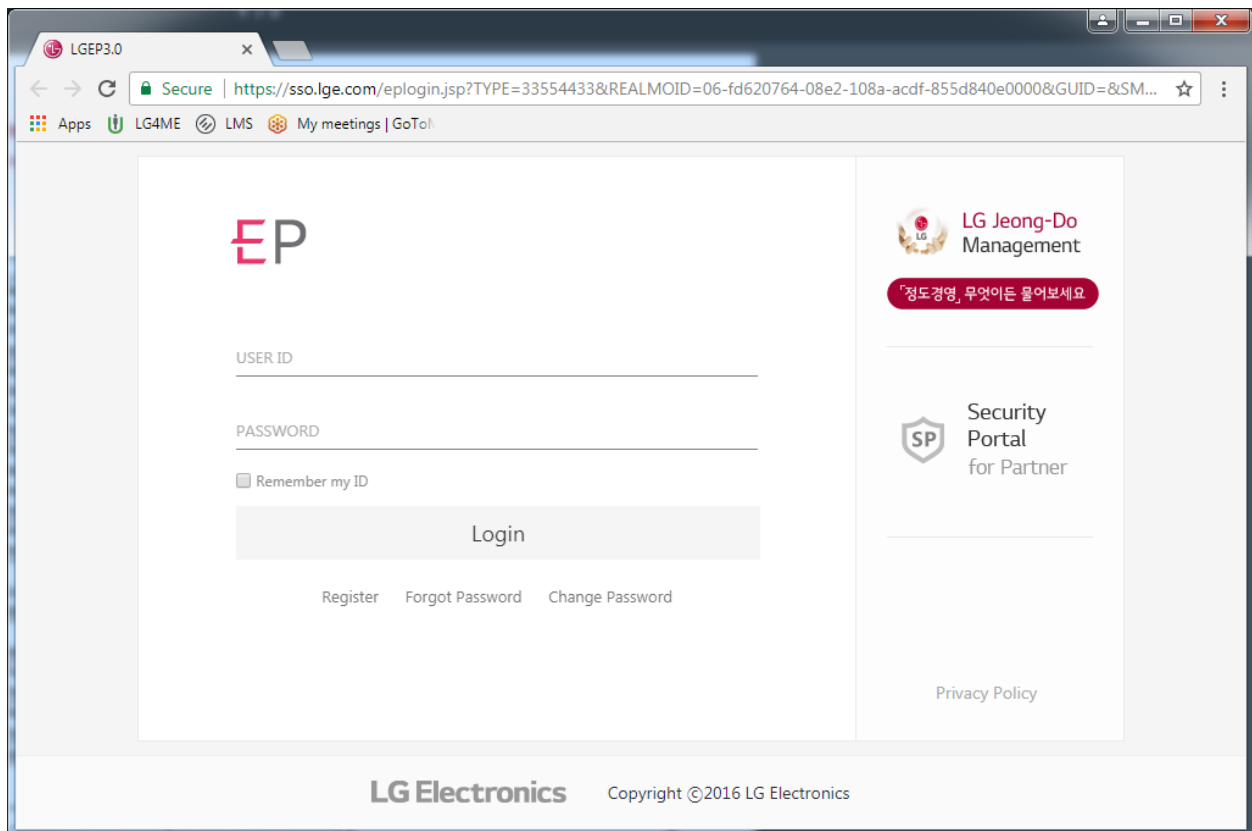 LGEP3.0
Secure | https://sso.lge.com/eplogin.jsp?TYPE=33554433&REALMOID=06-fd620764-08e2-108a-acdf-855d840e0000&GUID=&SM...
Apps LG4ME LMS My meetings | GoTo
EP
USER ID
PASSWORD
Remember my ID
Login
Register Forgot Password Change Password
LG
LG Jeong-Do
Management
「정도경영」 무엇이든 물어보세요
SP
Security
Portal
for Partner
Privacy Policy
LG Electronics Copyright ©2016 LG Electronics